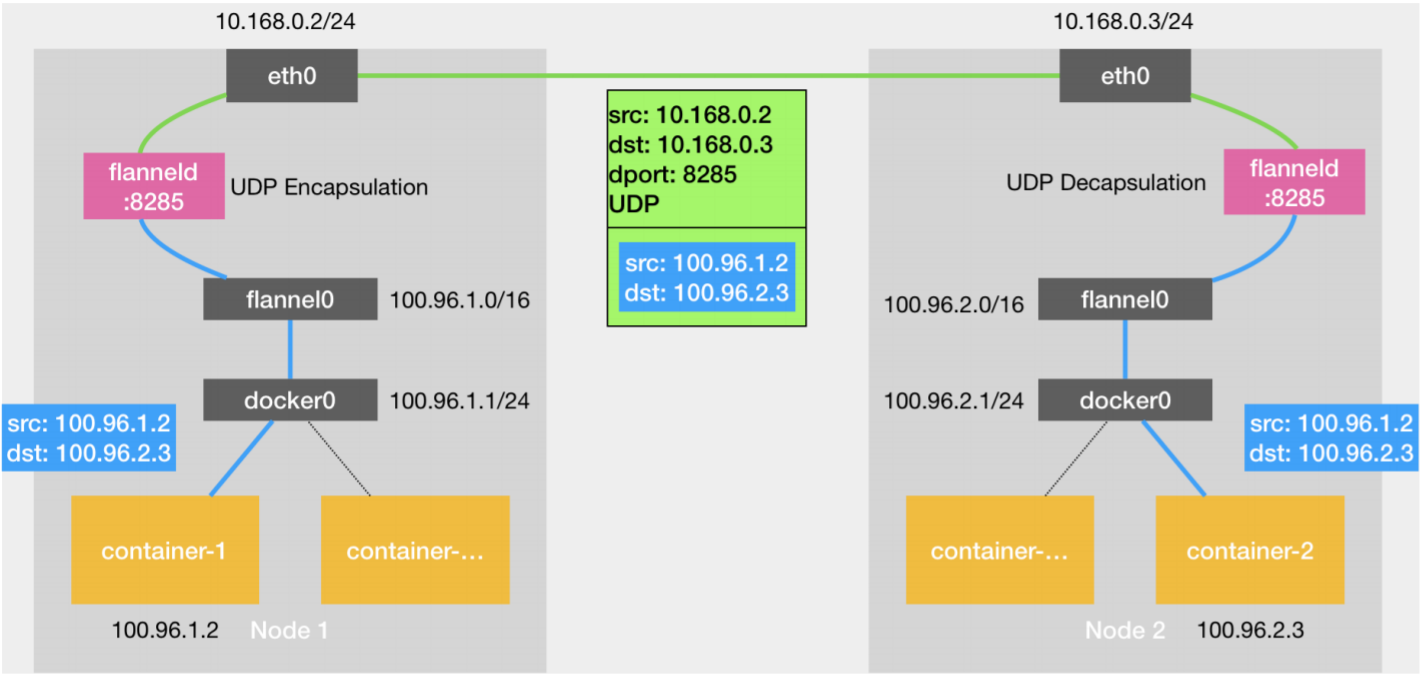 10.168.0.2/24
10.168.0.3/24
eth0
eth0
src: 10.168.0.2
dst: 10.168.0.3
dport: 8285
UDP
flanneld
:8285
UDP Encapsulation
UDP Decapsulation
flanneld
:8285
src: 100.96.1.2
dst: 100.96.2.3
flannel0
100.96.1.0/16
100.96.2.0/16
flannel0
docker0
100.96.1.1/24
100.96.2.1/24
docker0
src: 100.96.1.2
dst: 100.96.2.3
src: 100.96.1.2
dst: 100.96.2.3
container-1
container-...
container-...
container-2
100.96.1.2
Node 1
Node 2
100.96.2.3